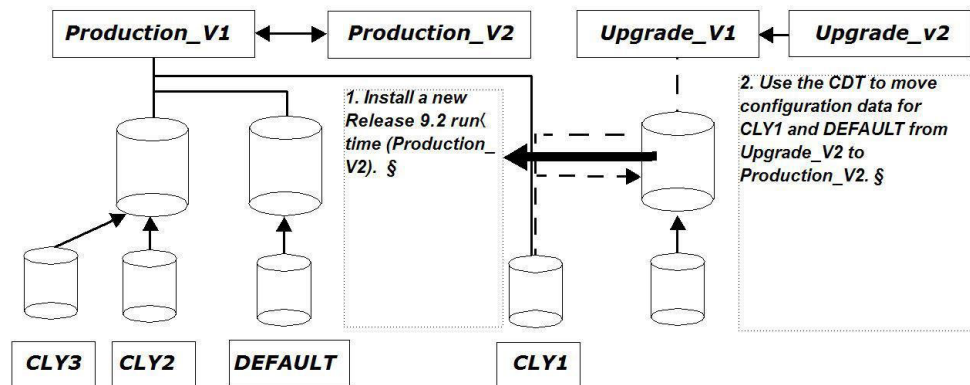 Production_V1
Production_V2
Upgrade_V1
Upgrade_v2
1. Install a new
Release 9.2 run〈
time (Production_
V2). §
2. Use the CDT to move
configuration data for
CLY1 and DEFAULT from
Upgrade_V2 to
Production_V2. §
CLY3
CLY2
DEFAULT
CLY1